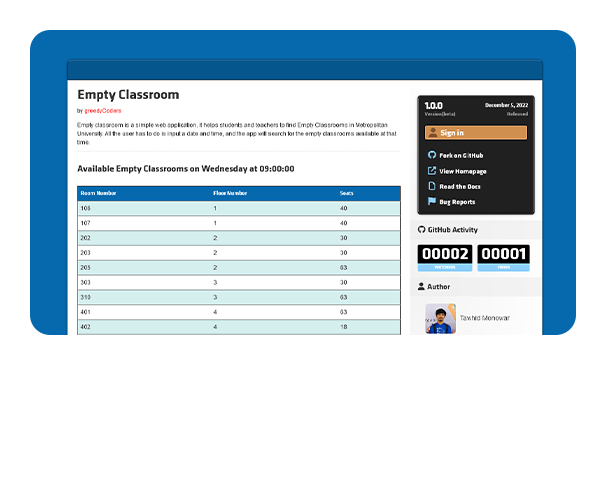 Empty Classroom
by greedyCoders
Empty classroom is a simple web application, it helps students and teachers to find Empty Classrooms in Metropolitan
University. All the user has to do is input a date and time, and the app will search for the empty classrooms available at that
time.
Available Empty Classrooms on Wednesday at 09:00:00
Room Number Floor Number Seats
106 1 40
107 1 40
202 2 30
203 2 30
205 2 63
303 3 30
310 3 63
401 4 63
402 4 18
1.0.0 December 5, 2022
Version(beta) Released
Sign in
Fork on GitHub
View Homepage
Read the Docs
Bug Reports
GitHub Activity
00002 00001
WATCHERS FORKS
Author
Tawhid Monowar